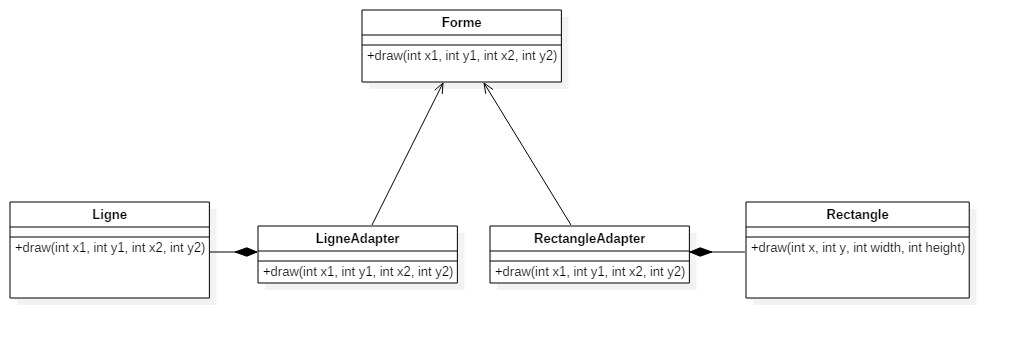 Forme
+draw(int x1, int y1, int x2, int y2)
Ligne
+draw(int x1, int y1, int x2, int y2)
LigneAdapter
+draw(int x1, int y1, int x2, int y2)
RectangleAdapter
+draw(int x1, int y1, int x2, int y2)
Rectangle
+draw(int x, int y, int width, int height)